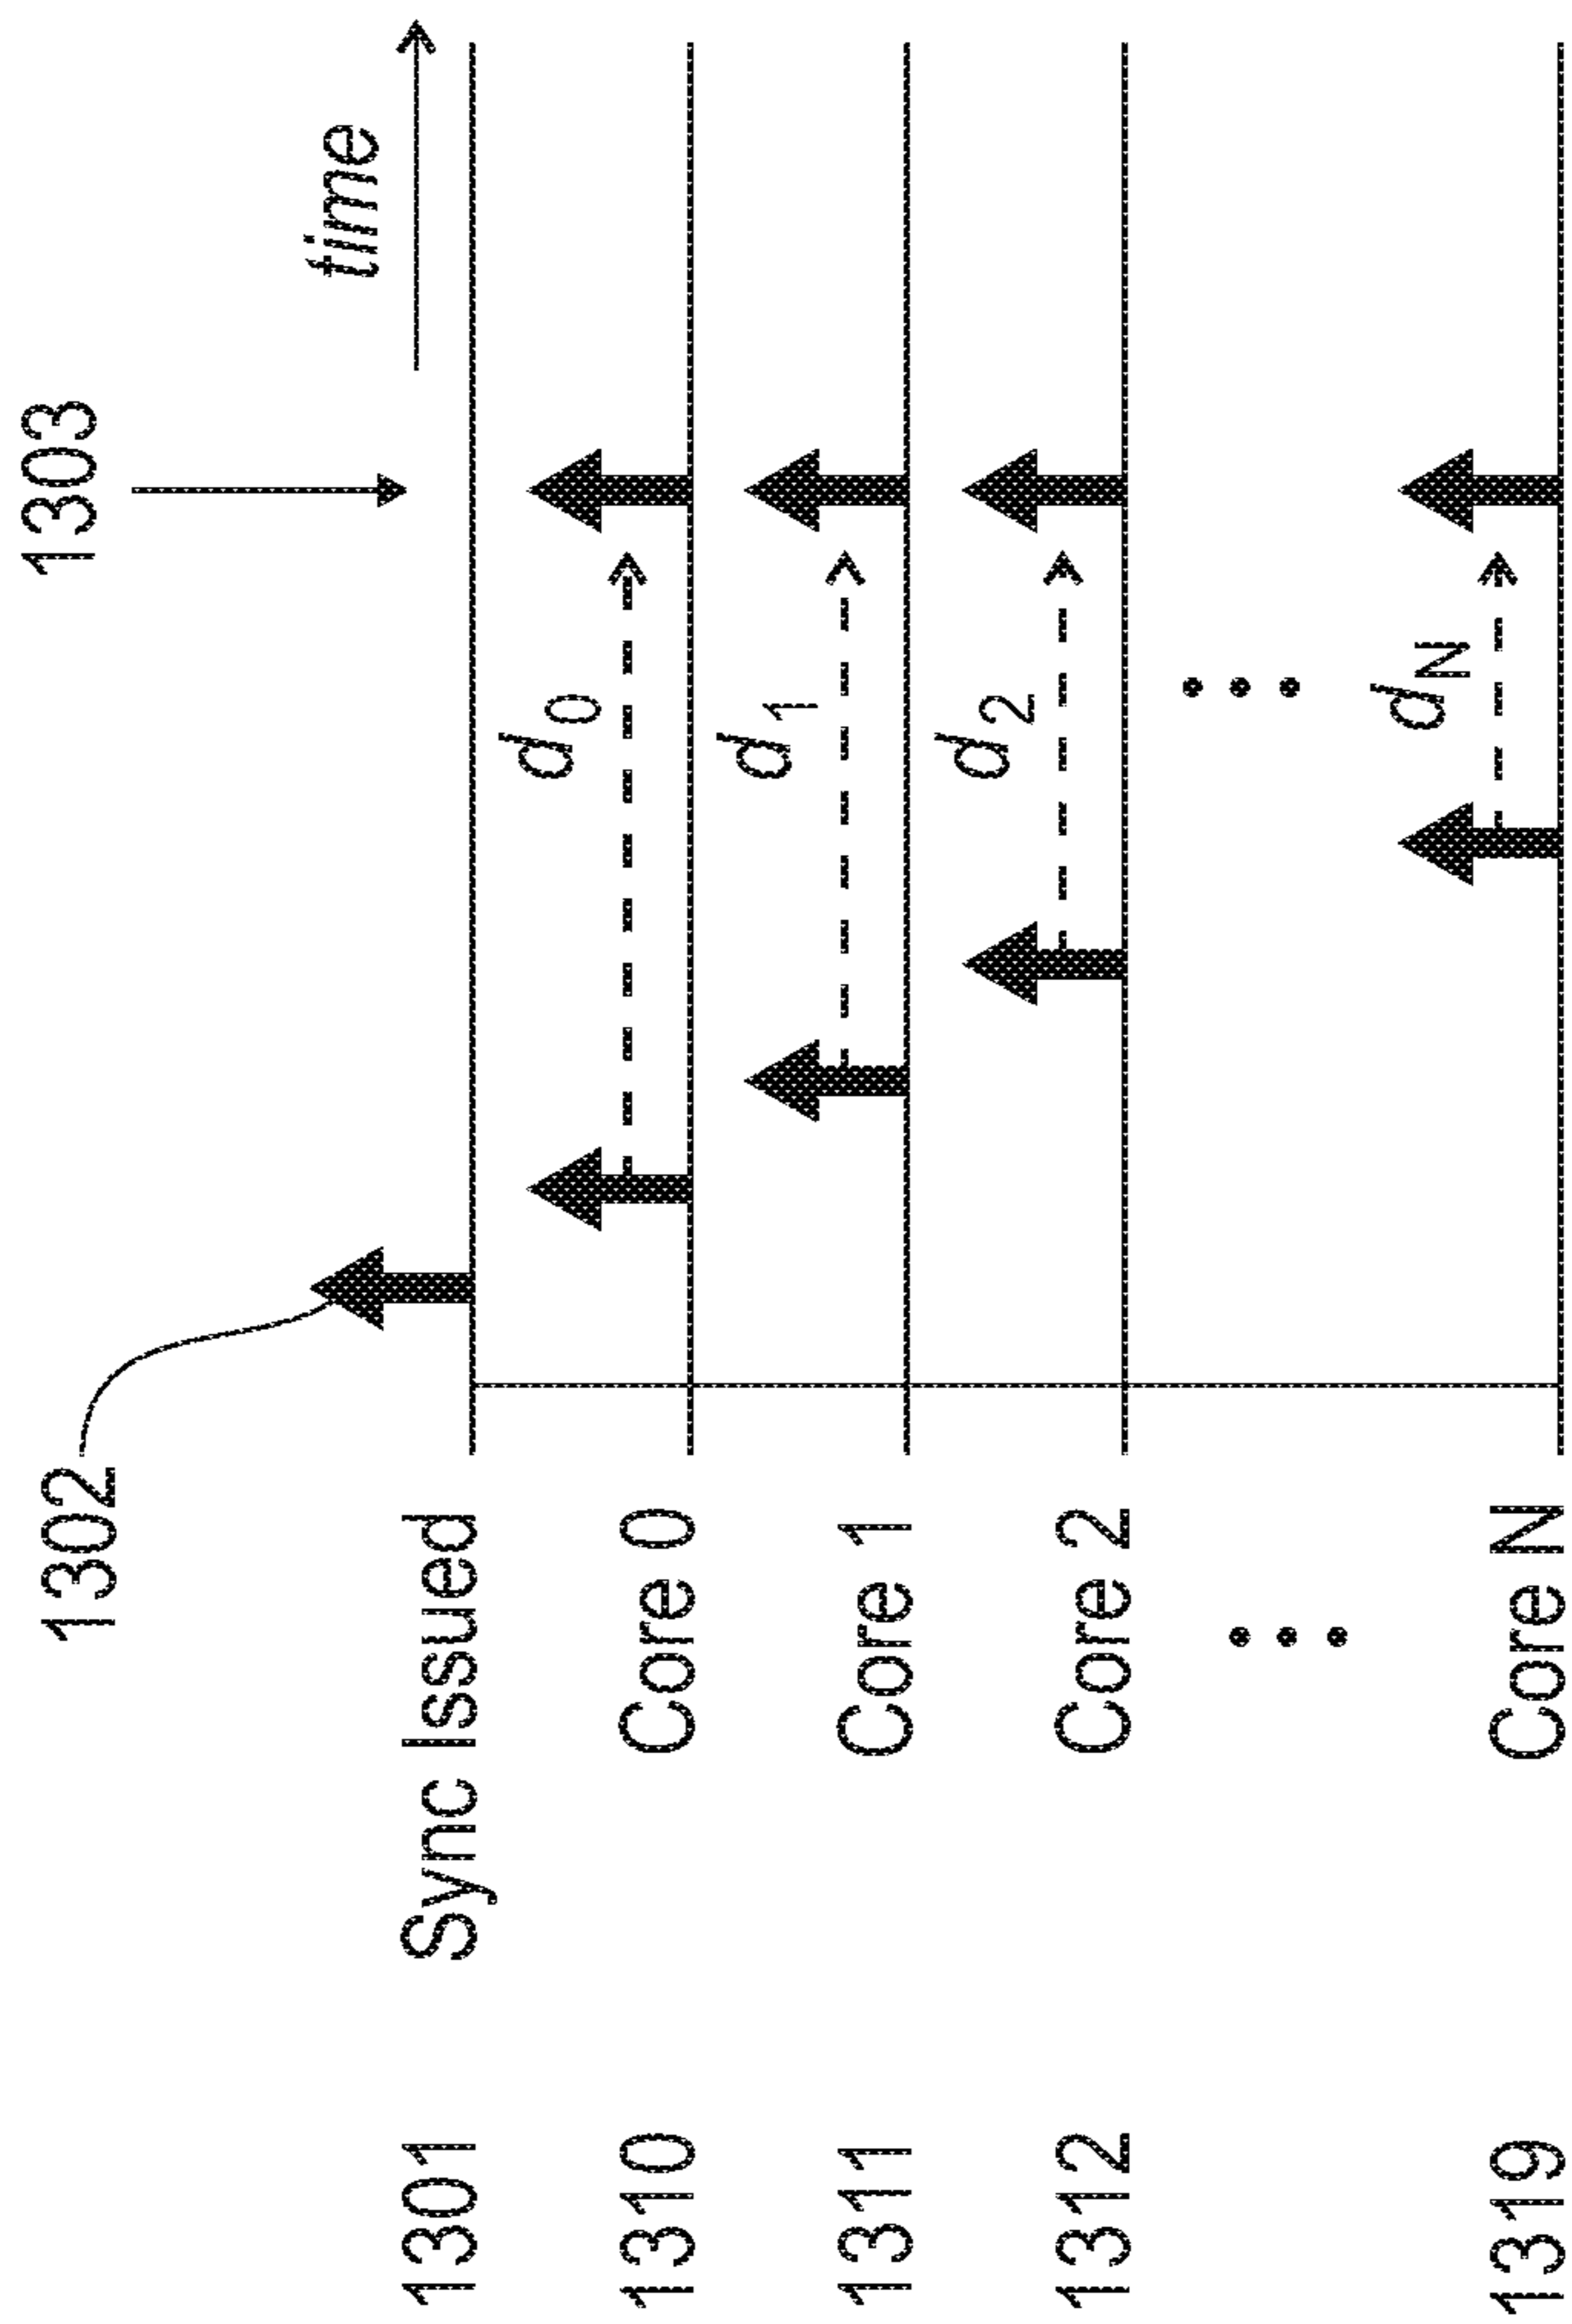 1303
1302
time
1301 Sync Issued
d0
1310 Core 0
d1
1311 Core 1
d2
1312 Core 2
dN
1319 Core N